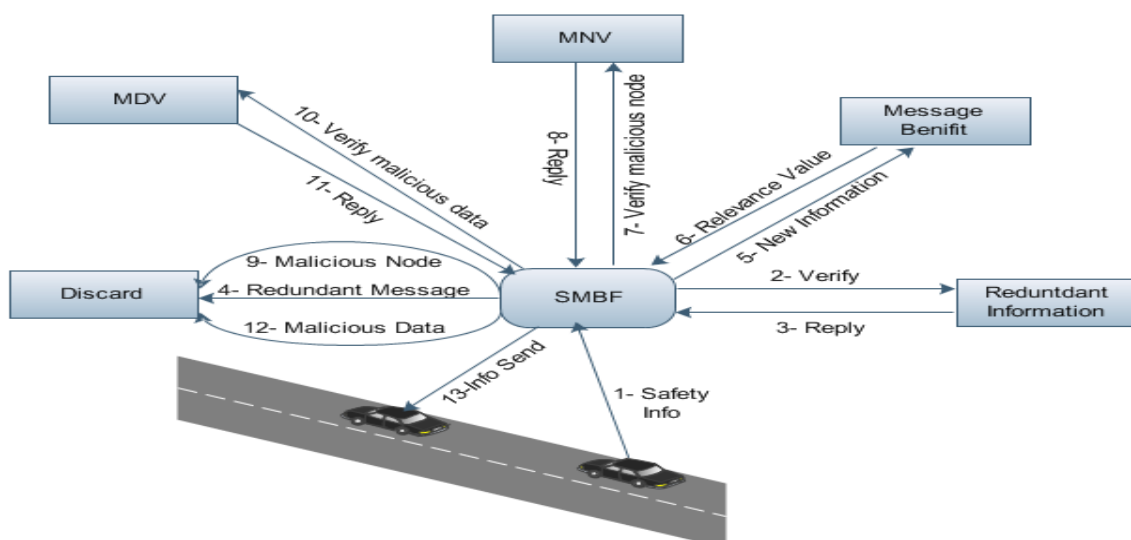 MNV
MDV
Message
Benifit
10- Verify malicious data
11- Reply
8- Reply
7- Verify malicious node
6- Relevance Value
5- New Information
9- Malicious Node
4- Redundant Message
12- Malicious Data
Discard
SMBF
2- Verify
3- Reply
Reduntdant
Information
13-Info Send
1- Safety
Info